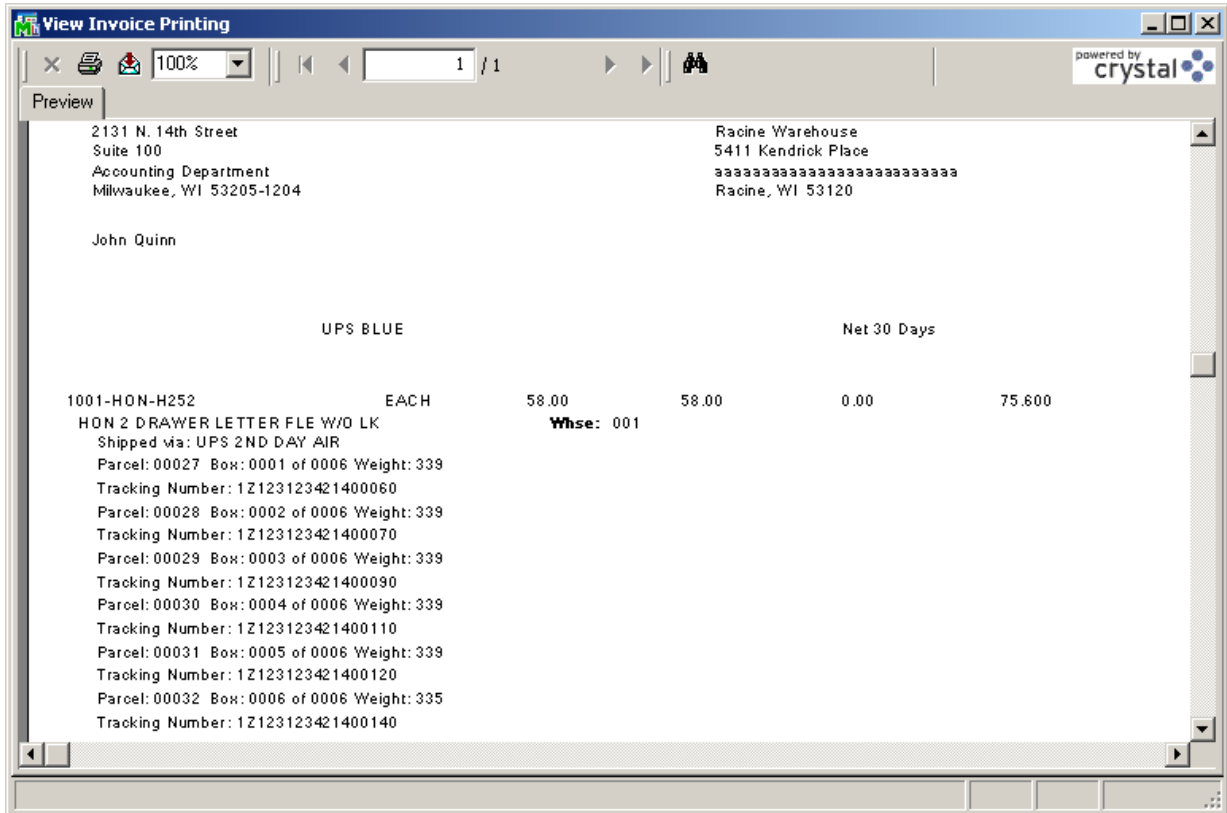 View Invoice Printing
100%
1 / 1
powered by
crystal
Preview
2131 N. 14th Street
Suite 100
Accounting Department
Milwaukee, WI 53205-1204
Racine Warehouse
5411 Kendrick Place
aaaaaaaaaaaaaaaaaaaaaaaaaa
Racine, WI 53120
John Quinn
UPS BLUE Net 30 Days
1001-HON-H252 EACH 58.00 58.00 0.00 75.600
HON 2 DRAWER LETTER FLE W/O LK Whse: 001
Shipped via: UPS 2ND DAY AIR
Parcel: 00027 Box: 0001 of 0006 Weight: 339
Tracking Number: 1Z123123421400060
Parcel: 00028 Box: 0002 of 0006 Weight: 339
Tracking Number: 1Z123123421400070
Parcel: 00029 Box: 0003 of 0006 Weight: 339
Tracking Number: 1Z123123421400090
Parcel: 00030 Box: 0004 of 0006 Weight: 339
Tracking Number: 1Z123123421400110
Parcel: 00031 Box: 0005 of 0006 Weight: 339
Tracking Number: 1Z123123421400120
Parcel: 00032 Box: 0006 of 0006 Weight: 335
Tracking Number: 1Z123123421400140